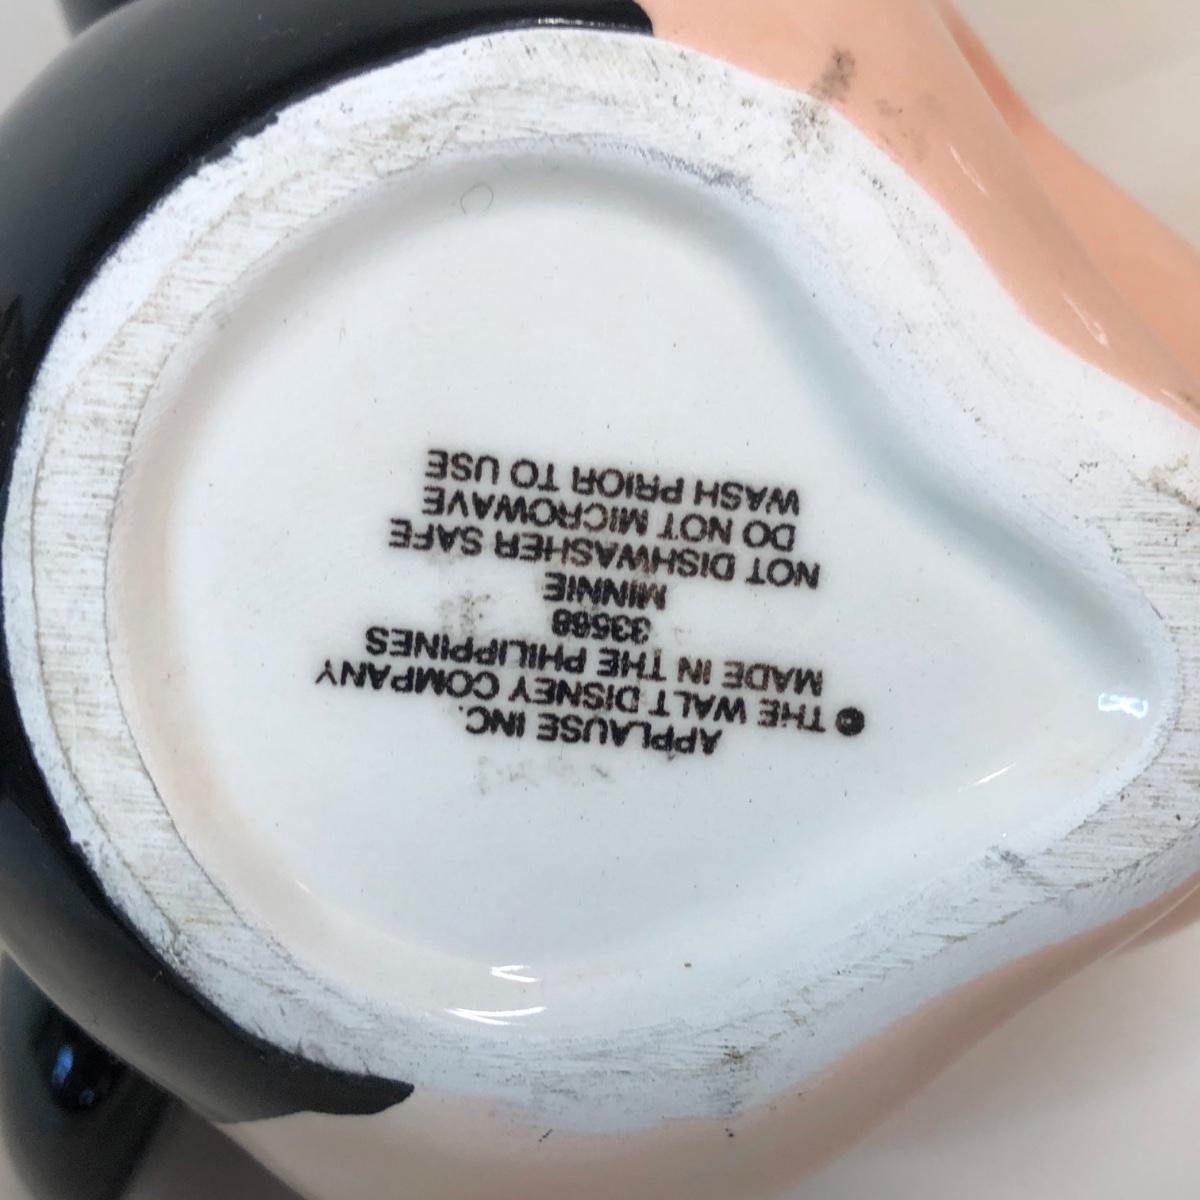 APPLAUSE INC.
© THE WALT DISNEY COMPANY
MADE IN THE PHILIPPINES
33568
MINNIE
NOT DISHWASHER SAFE
DO NOT MICROWAVE
WASH PRIOR TO USE